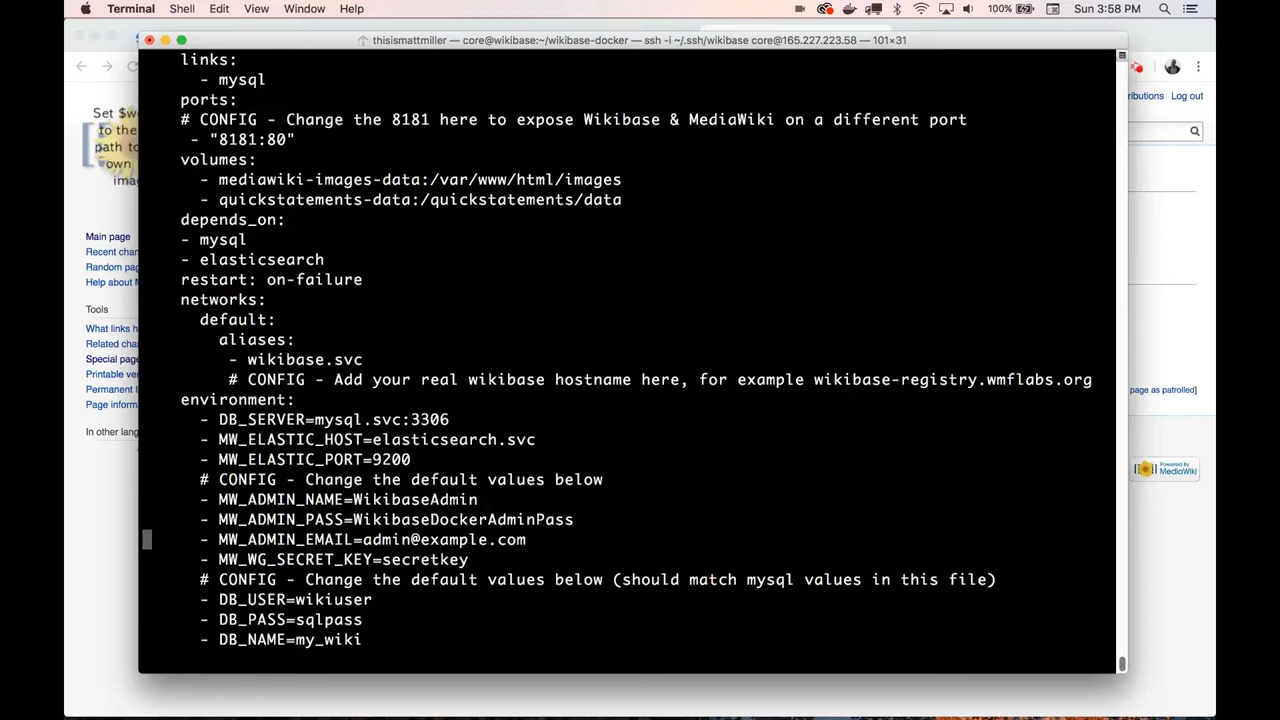 Terminal Shell Edit View Window Help 100% Sun 3:58 PM
thisismattmiller — core@wikibase:~/wikibase-docker — ssh -i ~/.ssh/wikibase core@165.227.223.58 — 101×31
links:
- mysql
ports:
# CONFIG - Change the 8181 here to expose Wikibase & MediaWiki on a different port
- "8181:80"
volumes:
- mediawiki-images-data:/var/www/html/images
- quickstatements-data:/quickstatements/data
depends_on:
- mysql
- elasticsearch
restart: on-failure
networks:
default:
aliases:
- wikibase.svc
# CONFIG - Add your real wikibase hostname here, for example wikibase-registry.wmflabs.org
environment:
- DB_SERVER=mysql.svc:3306
- MW_ELASTIC_HOST=elasticsearch.svc
- MW_ELASTIC_PORT=9200
# CONFIG - Change the default values below
- MW_ADMIN_NAME=WikibaseAdmin
- MW_ADMIN_PASS=WikibaseDockerAdminPass
- MW_ADMIN_EMAIL=admin@example.com
- MW_WG_SECRET_KEY=secretkey
# CONFIG - Change the default values below (should match mysql values in this file)
- DB_USER=wikiuser
- DB_PASS=sqlpass
- DB_NAME=my_wiki
Set $w
to the
path to
own
ima
Main page
Recent char
Random pag
Help about M
Tools
What links h
Related cha
Special page
Printable ver
Permanent l
Page inform
In other lang
ributions Log out
page as patrolled]
Powered By
MediaWiki